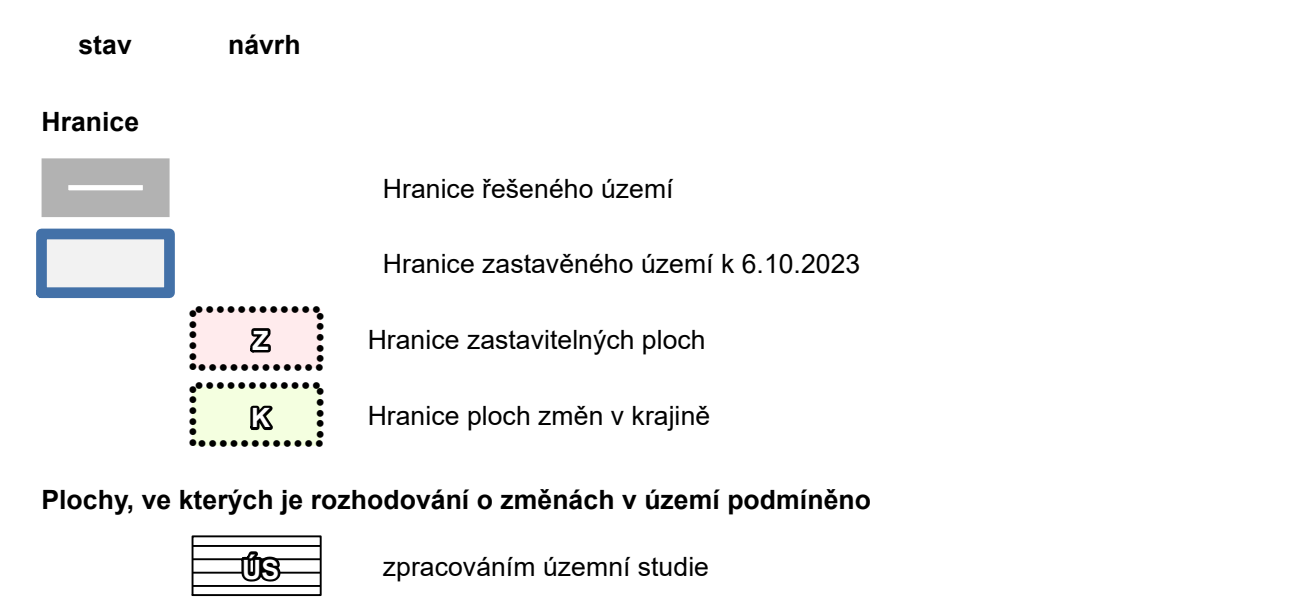 stav návrh
Hranice
Hranice řešeného území
Hranice zastavěného území k 6.10.2023
Z Hranice zastavitelných ploch
K Hranice ploch změn v krajině
Plochy, ve kterých je rozhodování o změnách v území podmíněno
ÚS zpracováním územní studie